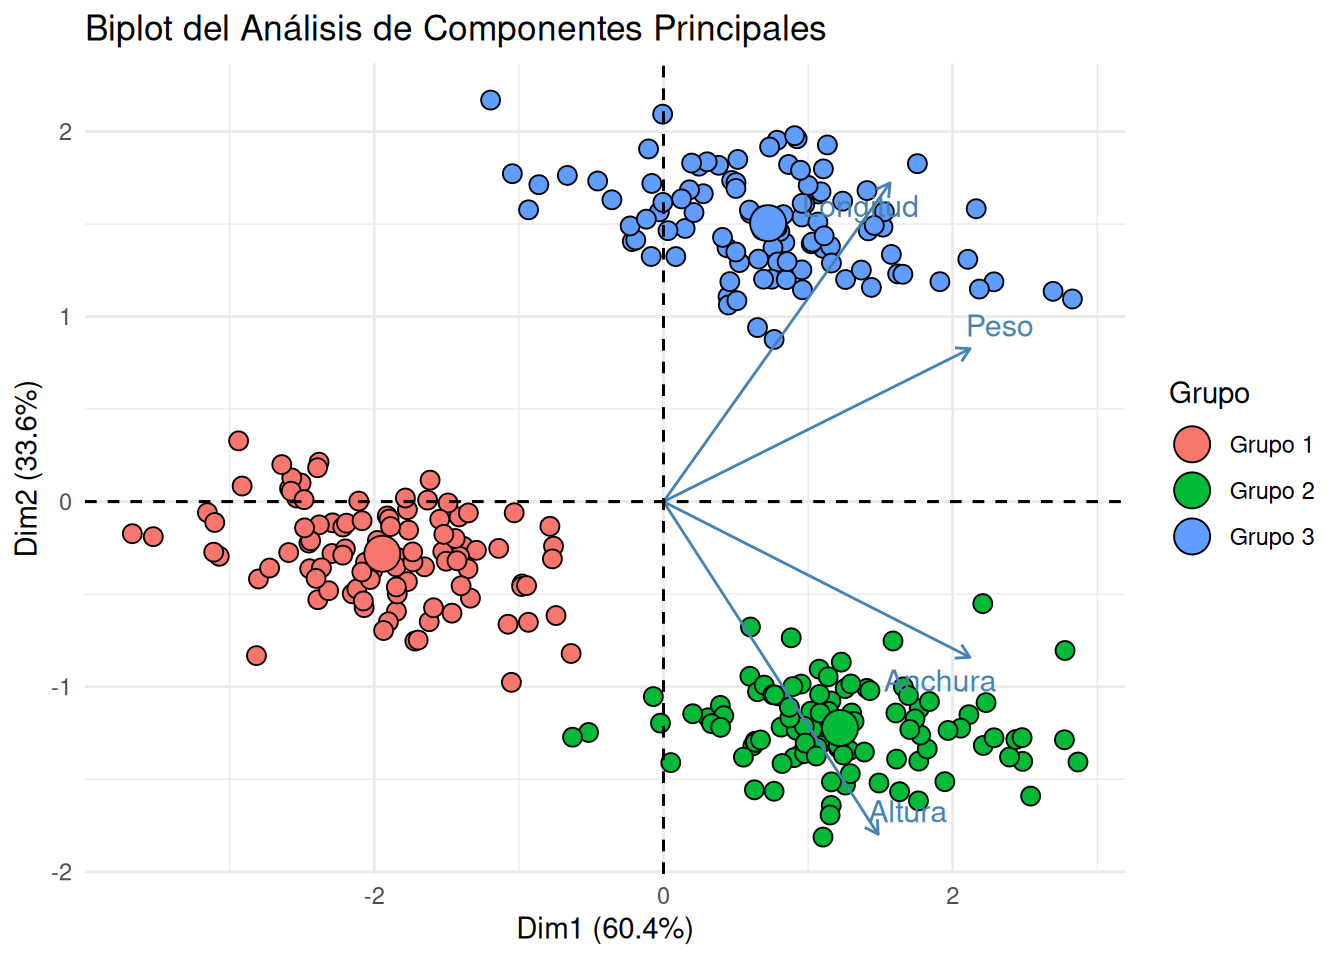 Biplot del Análisis de Componentes Principales
2
1
0
-1
-2
Dim2 (33.6%)
Longitud
Peso
Anchura
Altura
-2
0
2
Dim1 (60.4%)
Grupo
Grupo 1
Grupo 2
Grupo 3